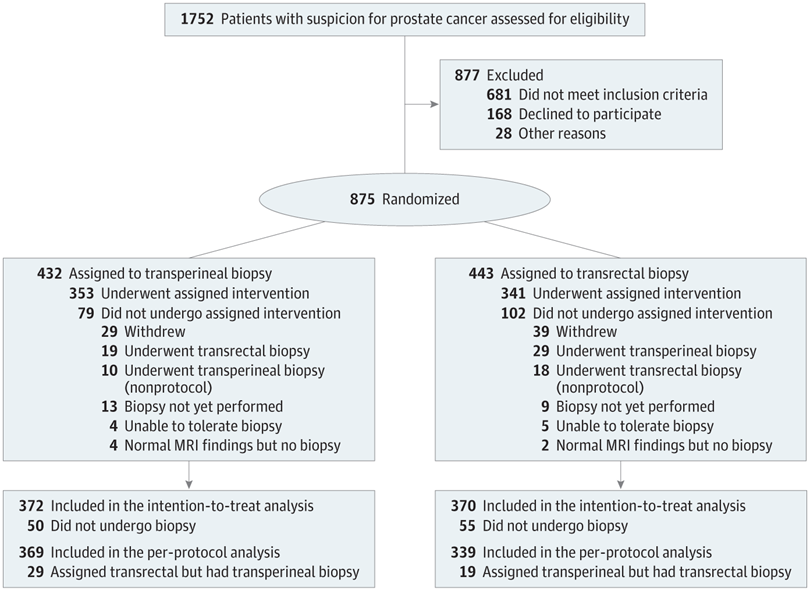 1752 Patients with suspicion for prostate cancer assessed for eligibility
877 Excluded
681 Did not meet inclusion criteria
168 Declined to participate
28 Other reasons
875 Randomized
432 Assigned to transperineal biopsy
353 Underwent assigned intervention
79 Did not undergo assigned intervention
29 Withdrew
19 Underwent transrectal biopsy
10 Underwent transperineal biopsy
(nonprotocol)
13 Biopsy not yet performed
4 Unable to tolerate biopsy
4 Normal MRI findings but no biopsy
443 Assigned to transrectal biopsy
341 Underwent assigned intervention
102 Did not undergo assigned intervention
39 Withdrew
29 Underwent transperineal biopsy
18 Underwent transrectal biopsy
(nonprotocol)
9 Biopsy not yet performed
5 Unable to tolerate biopsy
2 Normal MRI findings but no biopsy
372 Included in the intention-to-treat analysis
50 Did not undergo biopsy
369 Included in the per-protocol analysis
29 Assigned transrectal but had transperineal biopsy
370 Included in the intention-to-treat analysis
55 Did not undergo biopsy
339 Included in the per-protocol analysis
19 Assigned transperineal but had transrectal biopsy